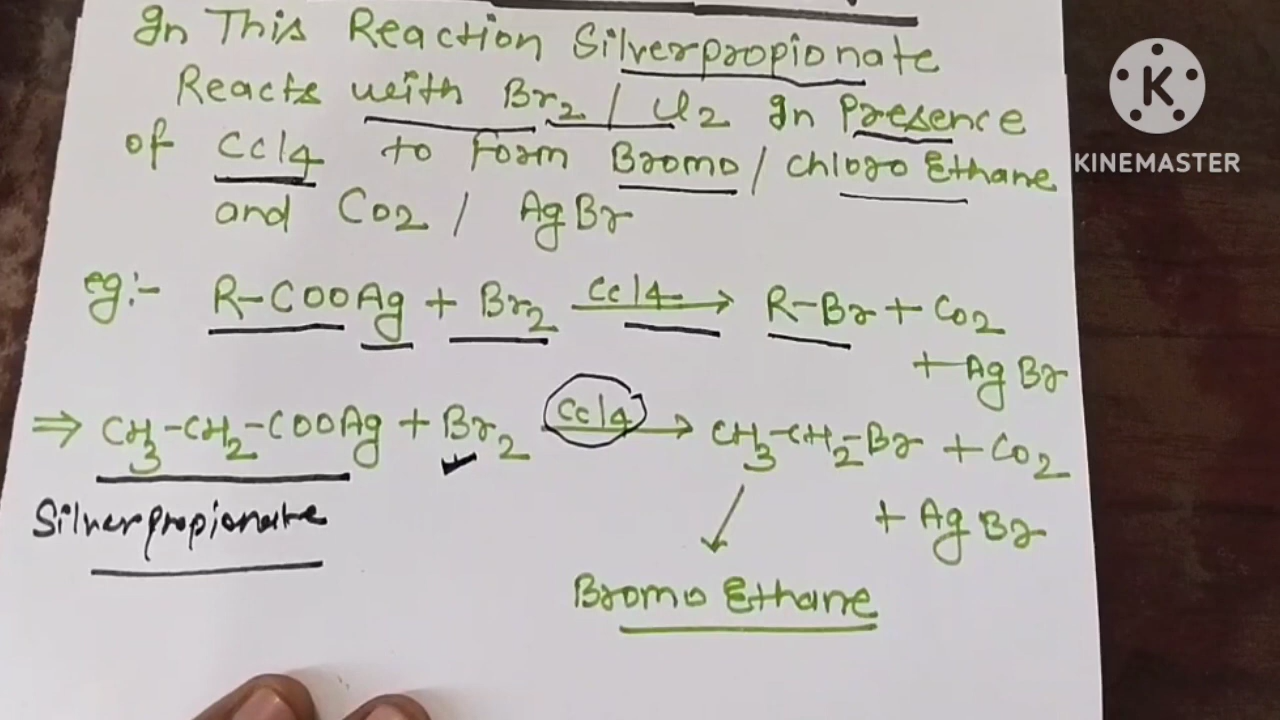 In This Reaction Silverpropionate
Reacts with Br2 / Cl2 In Presence
of CCl4 to Form Bromo / Chloro Ethane
and CO2 / AgBr
eg:- R-COOAg + Br2 CCl4 → R-Br + CO2
+ AgBr
⇒ CH3-CH2-COOAg + Br2 CCl4 → CH3-CH2-Br + CO2
+ AgBr
Silverpropionate
Bromo Ethane
K
KINEMASTER